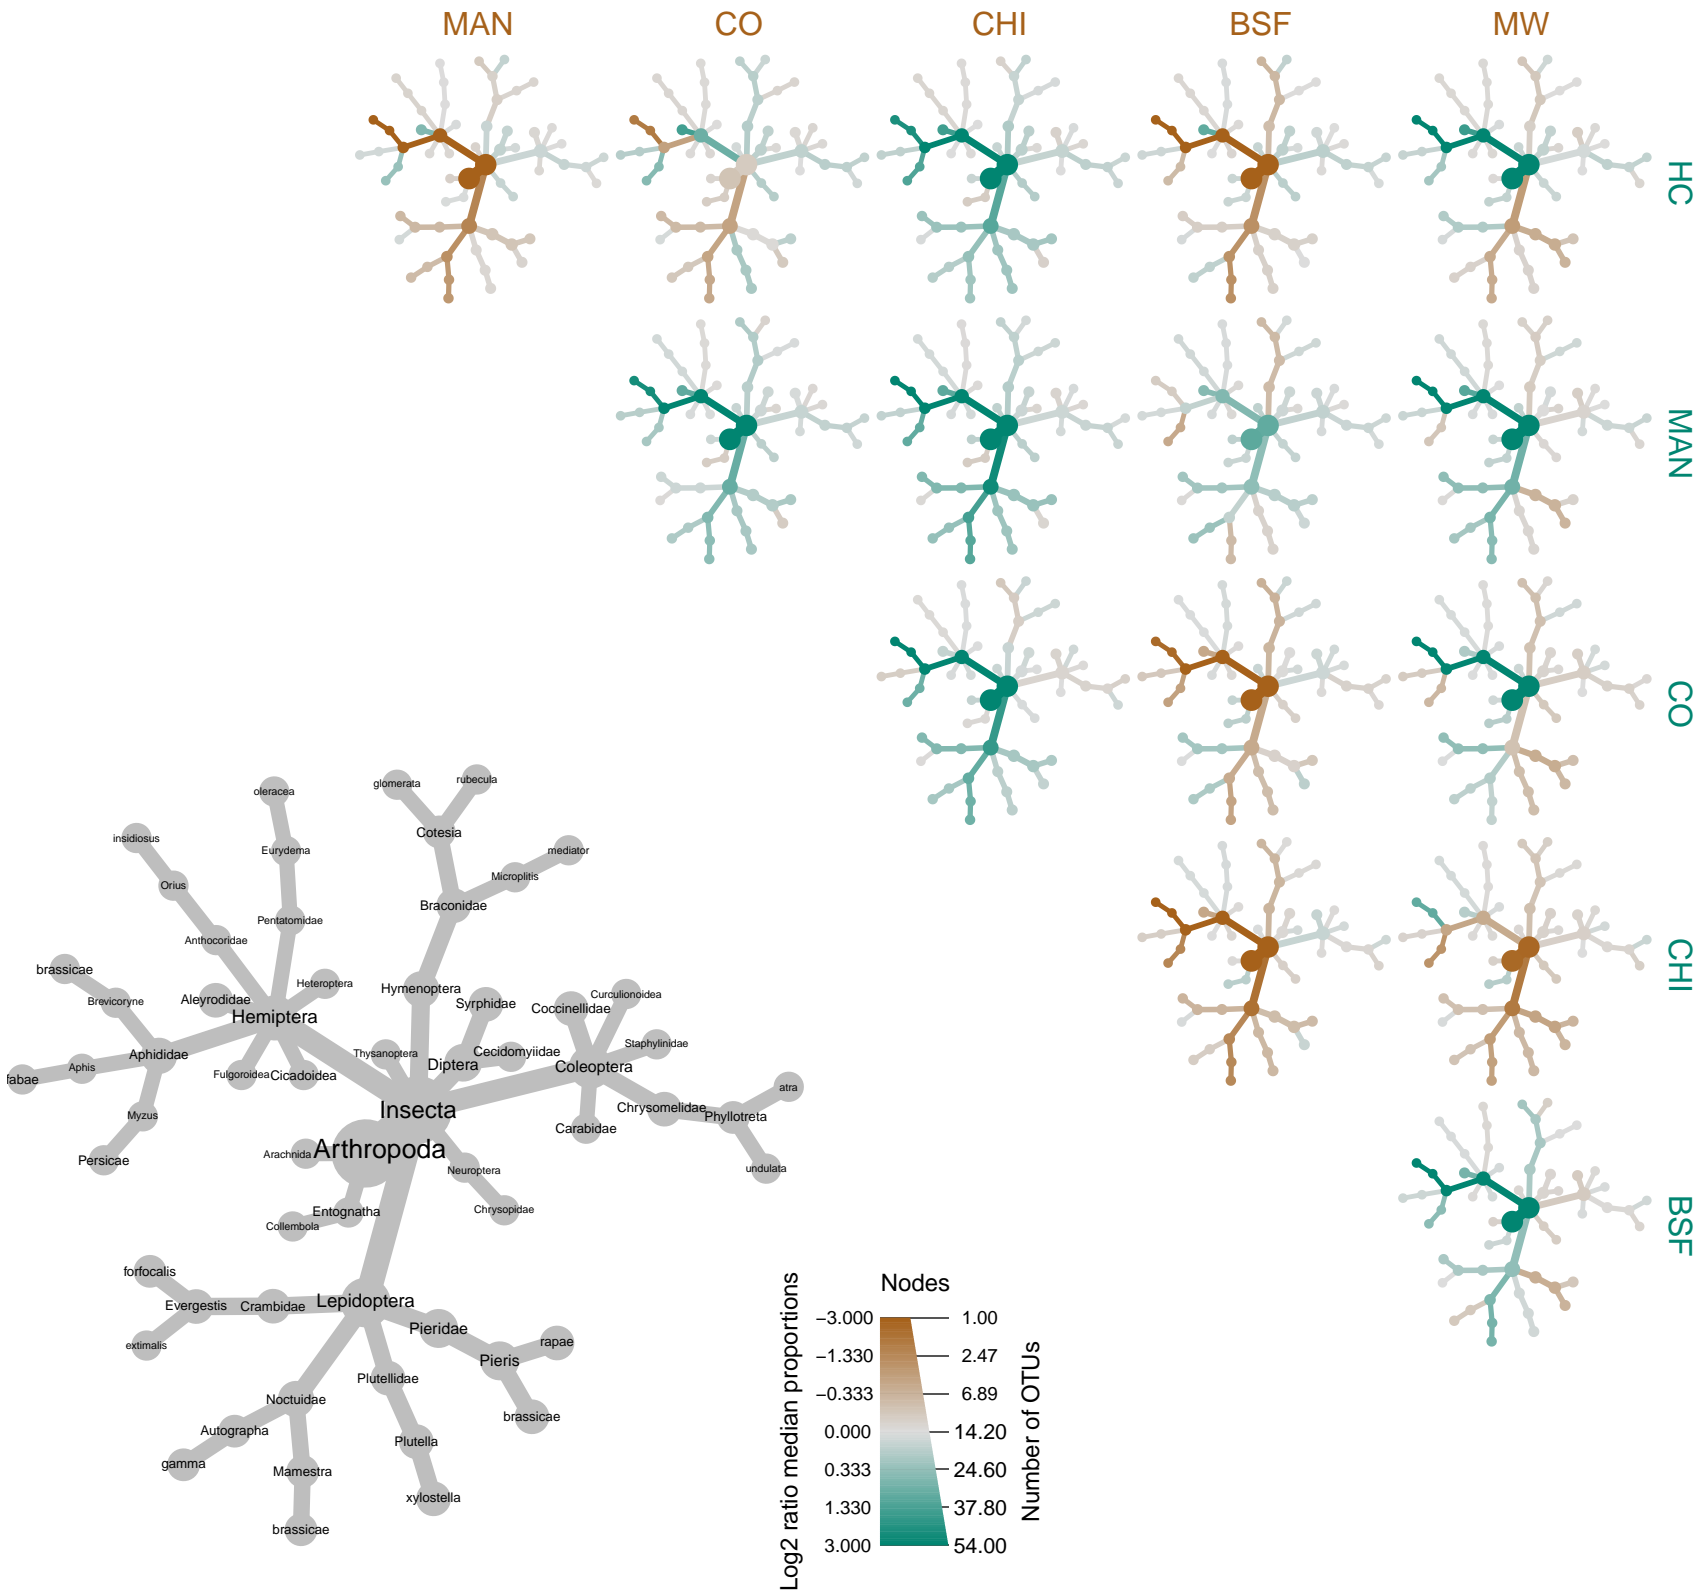 MAN CO CHI BSF MW
HC
MAN
CO
CHI
BSF
glomerata rubecula
oleracea
insidiosus Cotesia
Eurydema mediator
Orius Microplitis
Pentatomidae Braconidae
Anthocoridae
brassicae Heteroptera Hymenoptera Curculionoidea
Brevicoryne Aleyrodidae Syrphidae Coccinellidae
Hemiptera
Staphylinidae
Aphididae Thysanoptera Cecidomyiidae
Aphis Diptera Coleoptera
fabae Fulgoroidea Cicadoidea
atra
Myzus Insecta Chrysomelidae Phyllotreta
Carabidae
Persicae Arachnida Arthropoda
Neuroptera undulata
Entognatha Chrysopidae
Collembola
forfocalis
Evergestis Crambidae Lepidoptera
Pieridae
extimalis rapae
Pieris
Plutellidae
Noctuidae
brassicae
Autographa
Plutella
gamma Mamestra
xylostella
brassicae
Nodes
Log2 ratio median proportions
Number of OTUs
−3.000 1.00
−1.330 2.47
−0.333 6.89
0.000 14.20
0.333 24.60
1.330 37.80
3.000 54.00